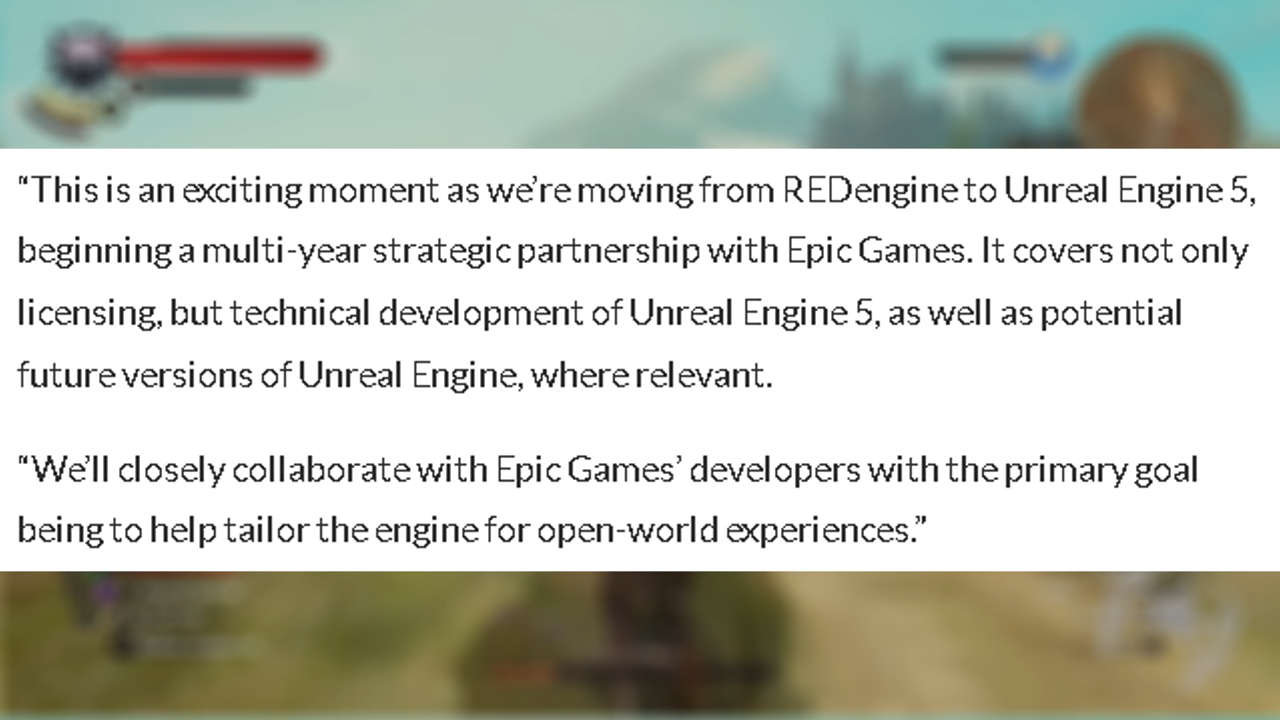 “This is an exciting moment as we’re moving from REDengine to Unreal Engine 5,
beginning a multi-year strategic partnership with Epic Games. It covers not only
licensing, but technical development of Unreal Engine 5, as well as potential
future versions of Unreal Engine, where relevant.
“We’ll closely collaborate with Epic Games’ developers with the primary goal
being to help tailor the engine for open-world experiences.”